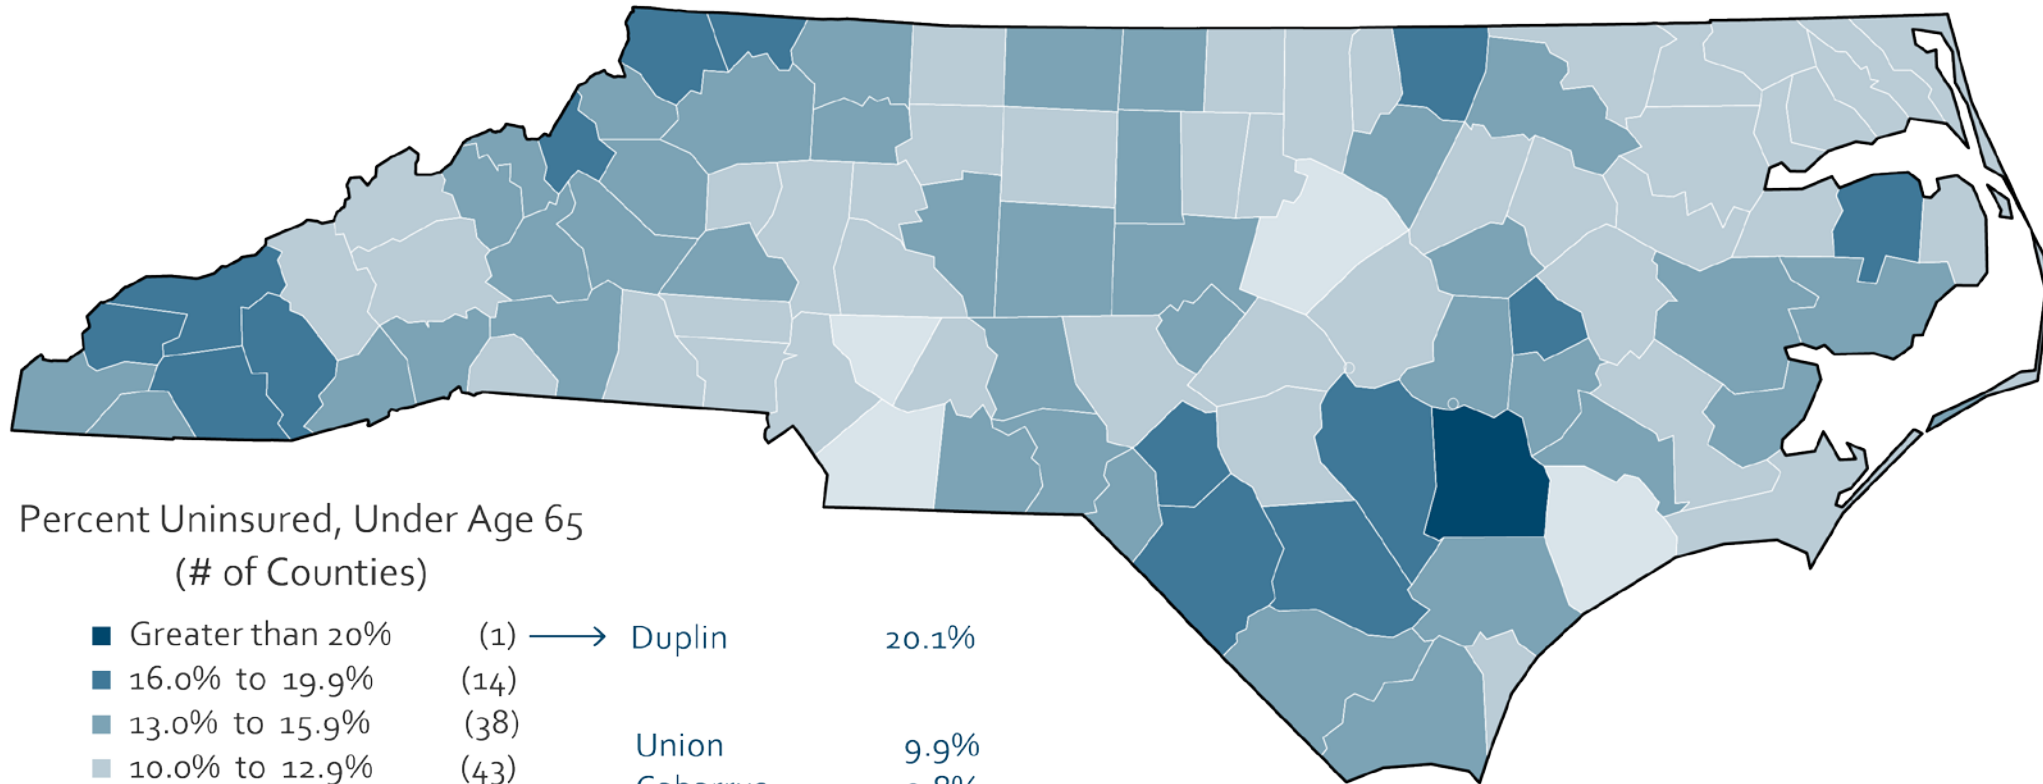 Percent Uninsured, Under Age 65
(# of Counties)
Greater than 20% (1) Duplin 20.1%
16.0% to 19.9% (14)
13.0% to 15.9% (38)
Union 9.9%
10.0% to 12.9% (43)